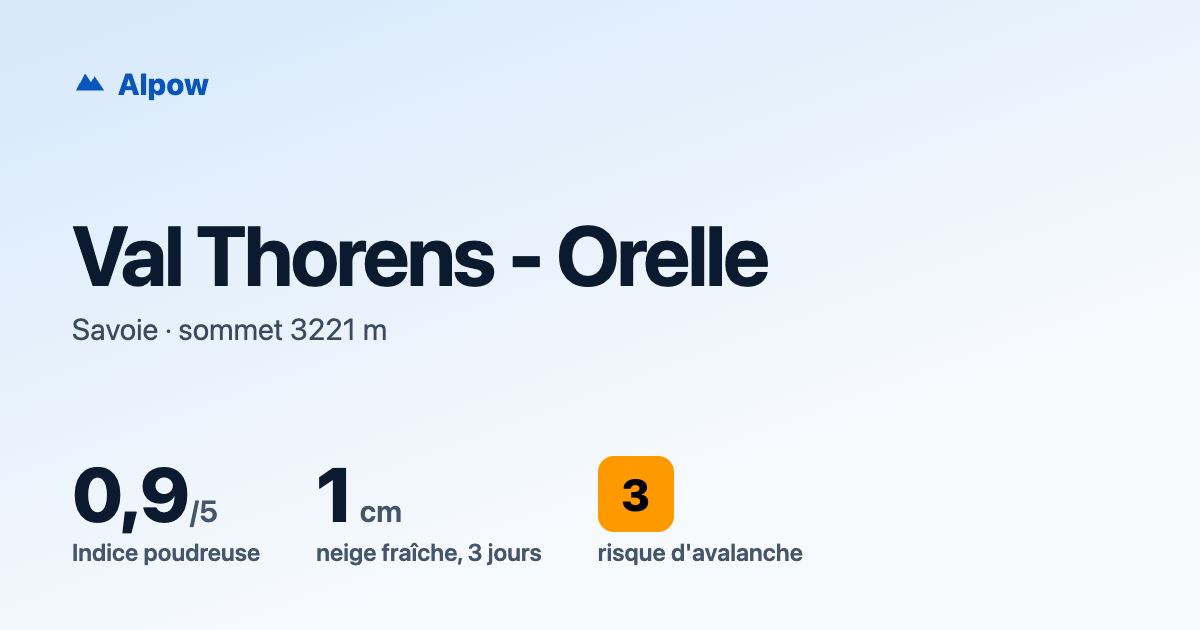 Alpow
Val Thorens - Orelle
Savoie · sommet 3221 m
0,9/5
Indice poudreuse
1 cm
neige fraîche, 3 jours
3
risque d'avalanche